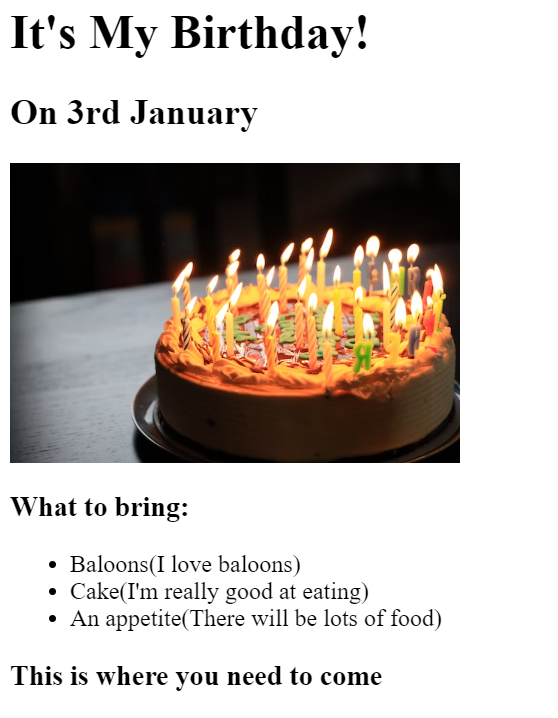 It's My Birthday!
On 3rd January
What to bring:
Baloons(I love baloons)
Cake(I'm really good at eating)
An appetite(There will be lots of food)
This is where you need to come